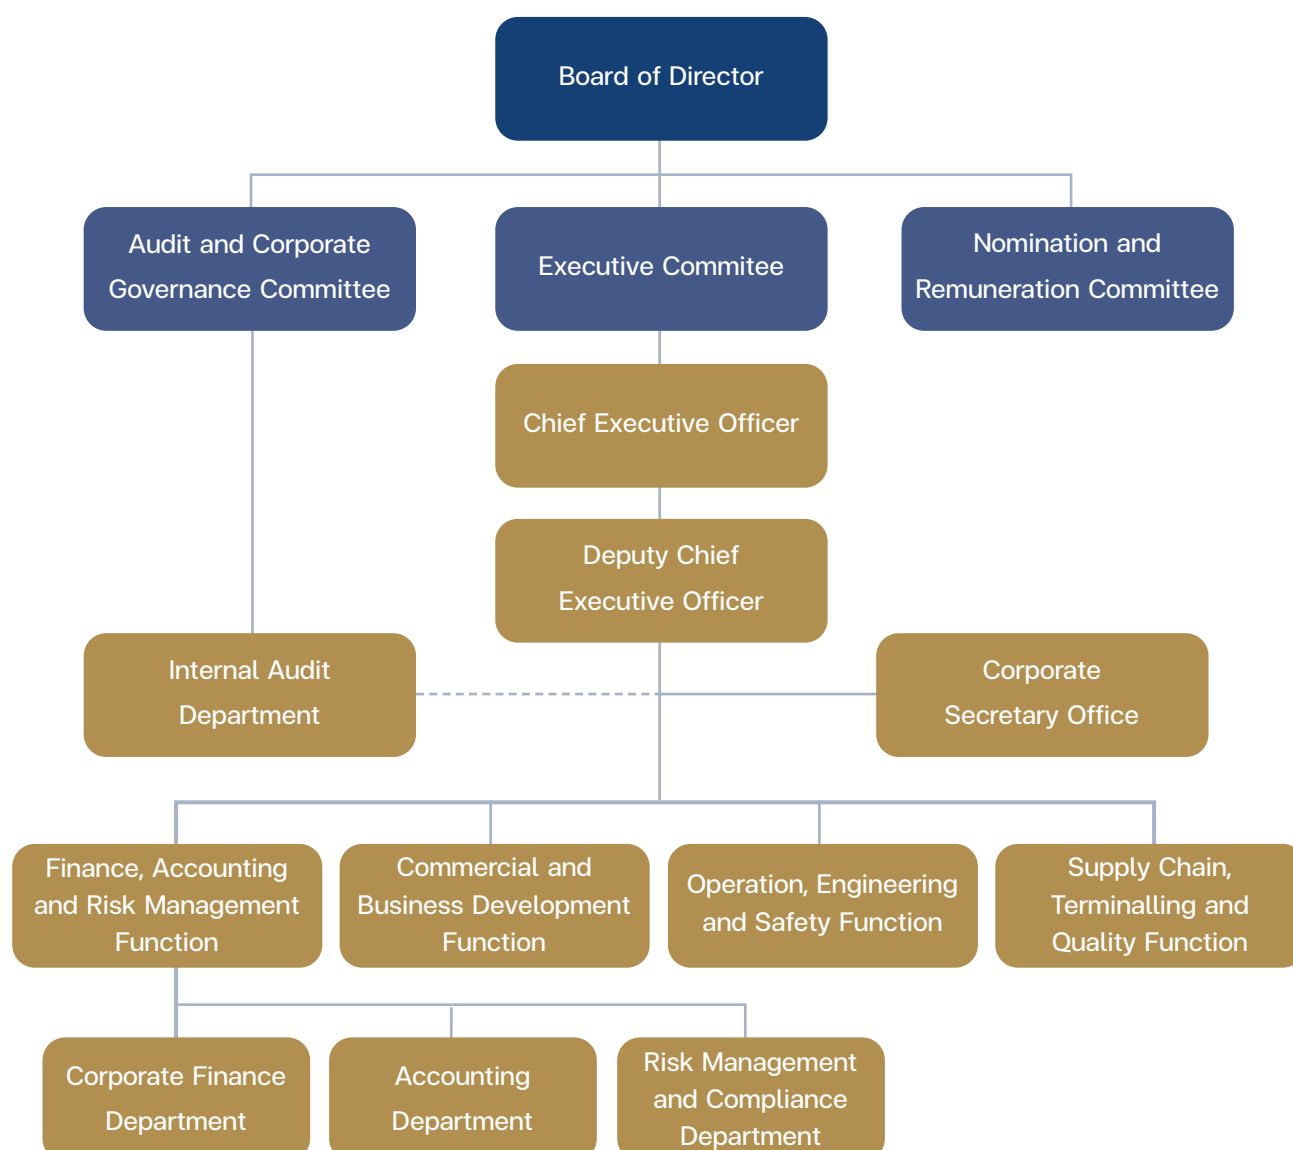 Board of Director
Audit and Corporate
Governance Committee
Executive Commitee
Nomination and
Remuneration Committee
Chief Executive Officer
Deputy Chief
Executive Officer
Internal Audit
Department
Corporate
Secretary Office
Finance, Accounting
and Risk Management
Function
Commercial and
Business Development
Function
Operation, Engineering
and Safety Function
Supply Chain,
Terminalling and
Quality Function
Corporate Finance
Department
Accounting
Department
Risk Management
and Compliance
Department